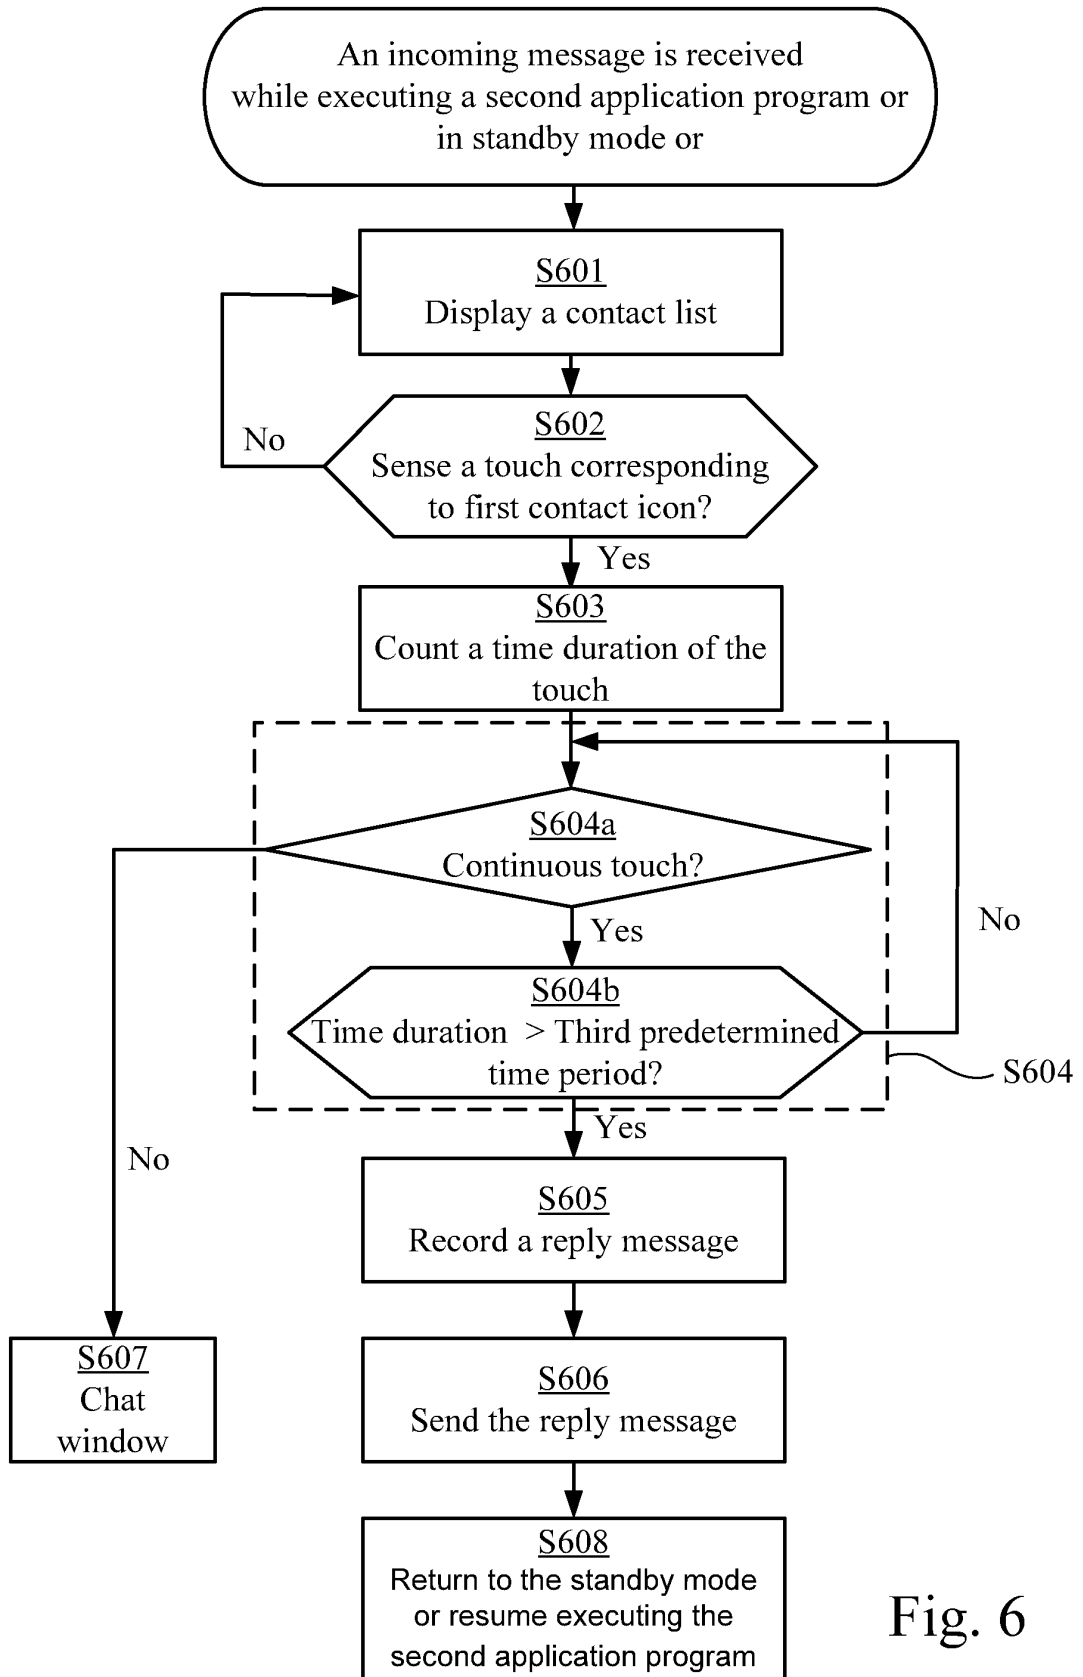 An incoming message is received
while executing a second application program or
in standby mode or
S601
Display a contact list
No
S602
Sense a touch corresponding
to first contact icon?
Yes
S603
Count a time duration of the
touch
S604a
Continuous touch?
No
Yes
S604b
Time duration > Third predetermined
time period?
S604
Yes
No
S605
Record a reply message
S607
Chat
window
S606
Send the reply message
S608
Return to the standby mode
or resume executing the
second application program
Fig. 6